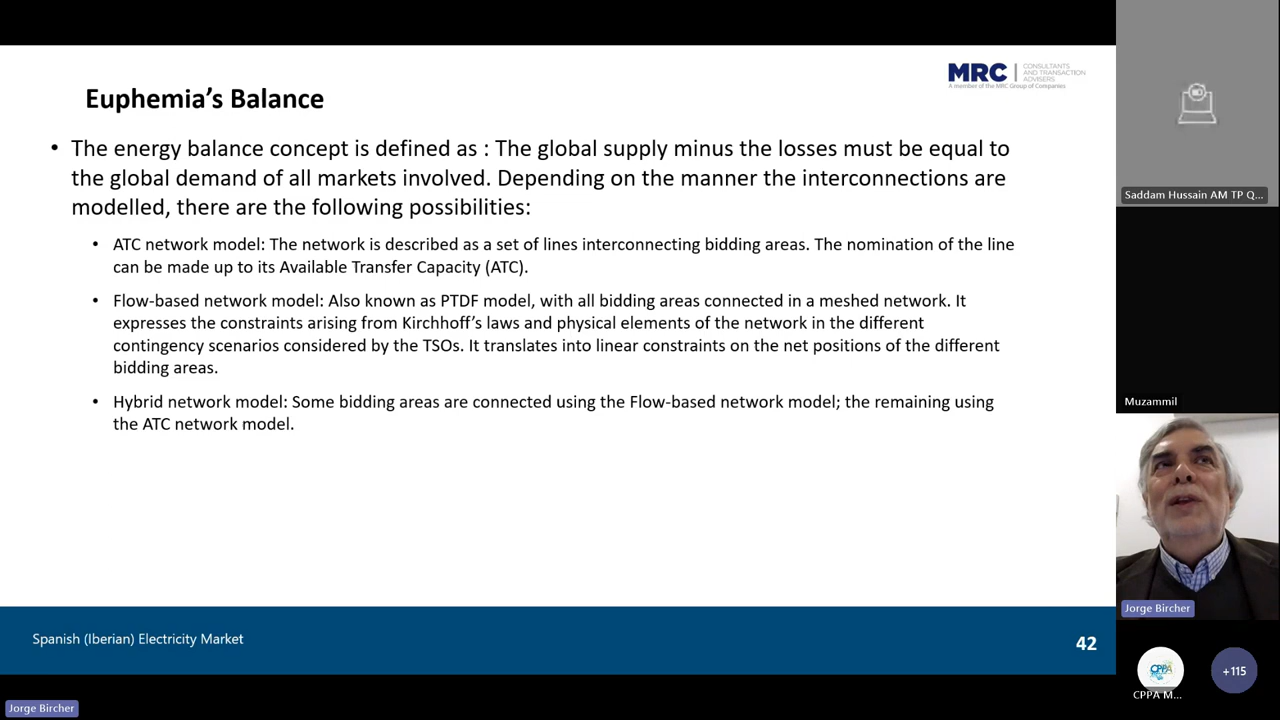 MRC
CONSULTANTS
AND TRANSACTION
ADVISERS
A member of the MRC Group of Companies
Euphemia's Balance
• The energy balance concept is defined as : The global supply minus the losses must be equal to
the global demand of all markets involved. Depending on the manner the interconnections are
modelled, there are the following possibilities:
• ATC network model: The network is described as a set of lines interconnecting bidding areas. The nomination of the line
can be made up to its Available Transfer Capacity (ATC).
• Flow-based network model: Also known as PTDF model, with all bidding areas connected in a meshed network. It
expresses the constraints arising from Kirchhoff's laws and physical elements of the network in the different
contingency scenarios considered by the TSOs. It translates into linear constraints on the net positions of the different
bidding areas.
• Hybrid network model: Some bidding areas are connected using the Flow-based network model; the remaining using
the ATC network model.
Spanish (Iberian) Electricity Market
42
Saddam Hussain AM TP Q...
Muzammil
Jorge Bircher
CPPA
CPPA M...
+115
Jorge Bircher